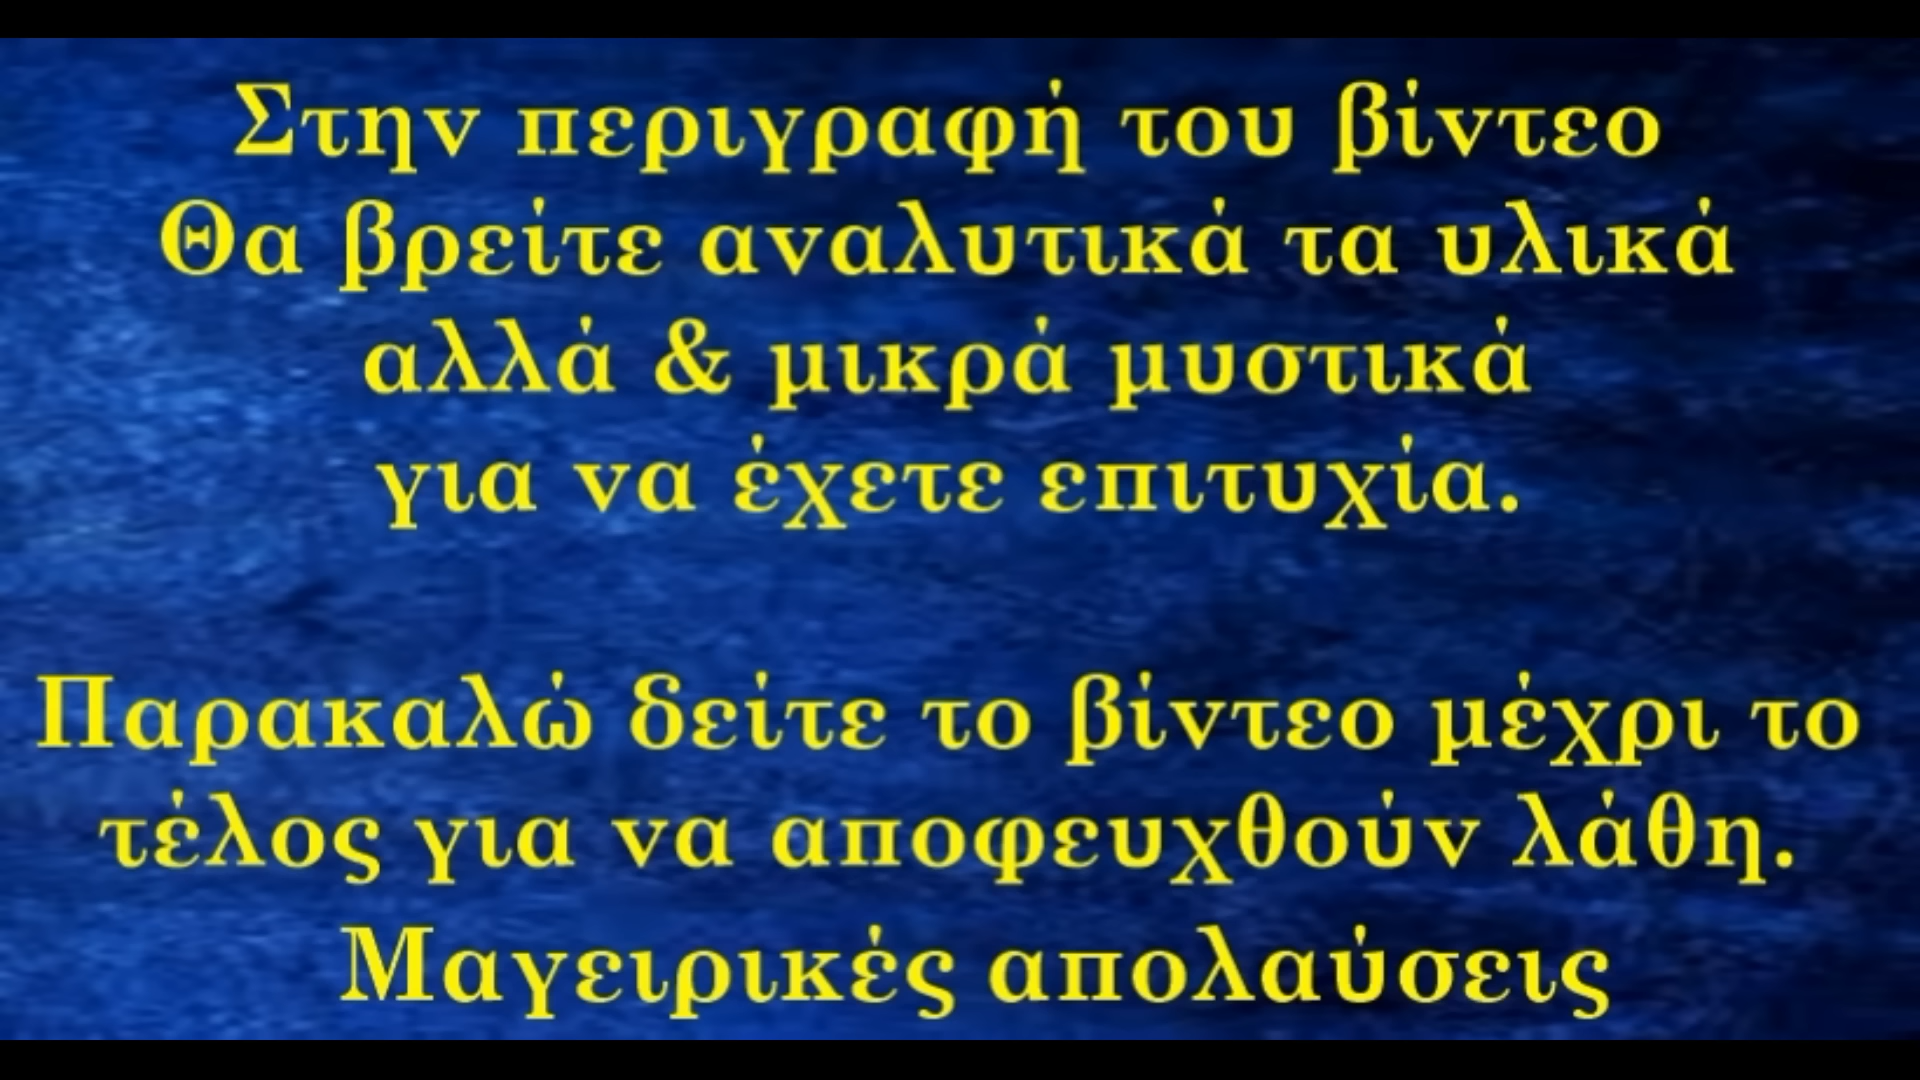 Στην περιγραφή του βίντεο
Θα βρείτε αναλυτικά τα υλικά
αλλά & μικρά μυστικά
για να έχετε επιτυχία.
Παρακαλώ δείτε το βίντεο μέχρι το
τέλος για να αποφευχθούν λάθη.
Μαγειρικές απολαύσεις